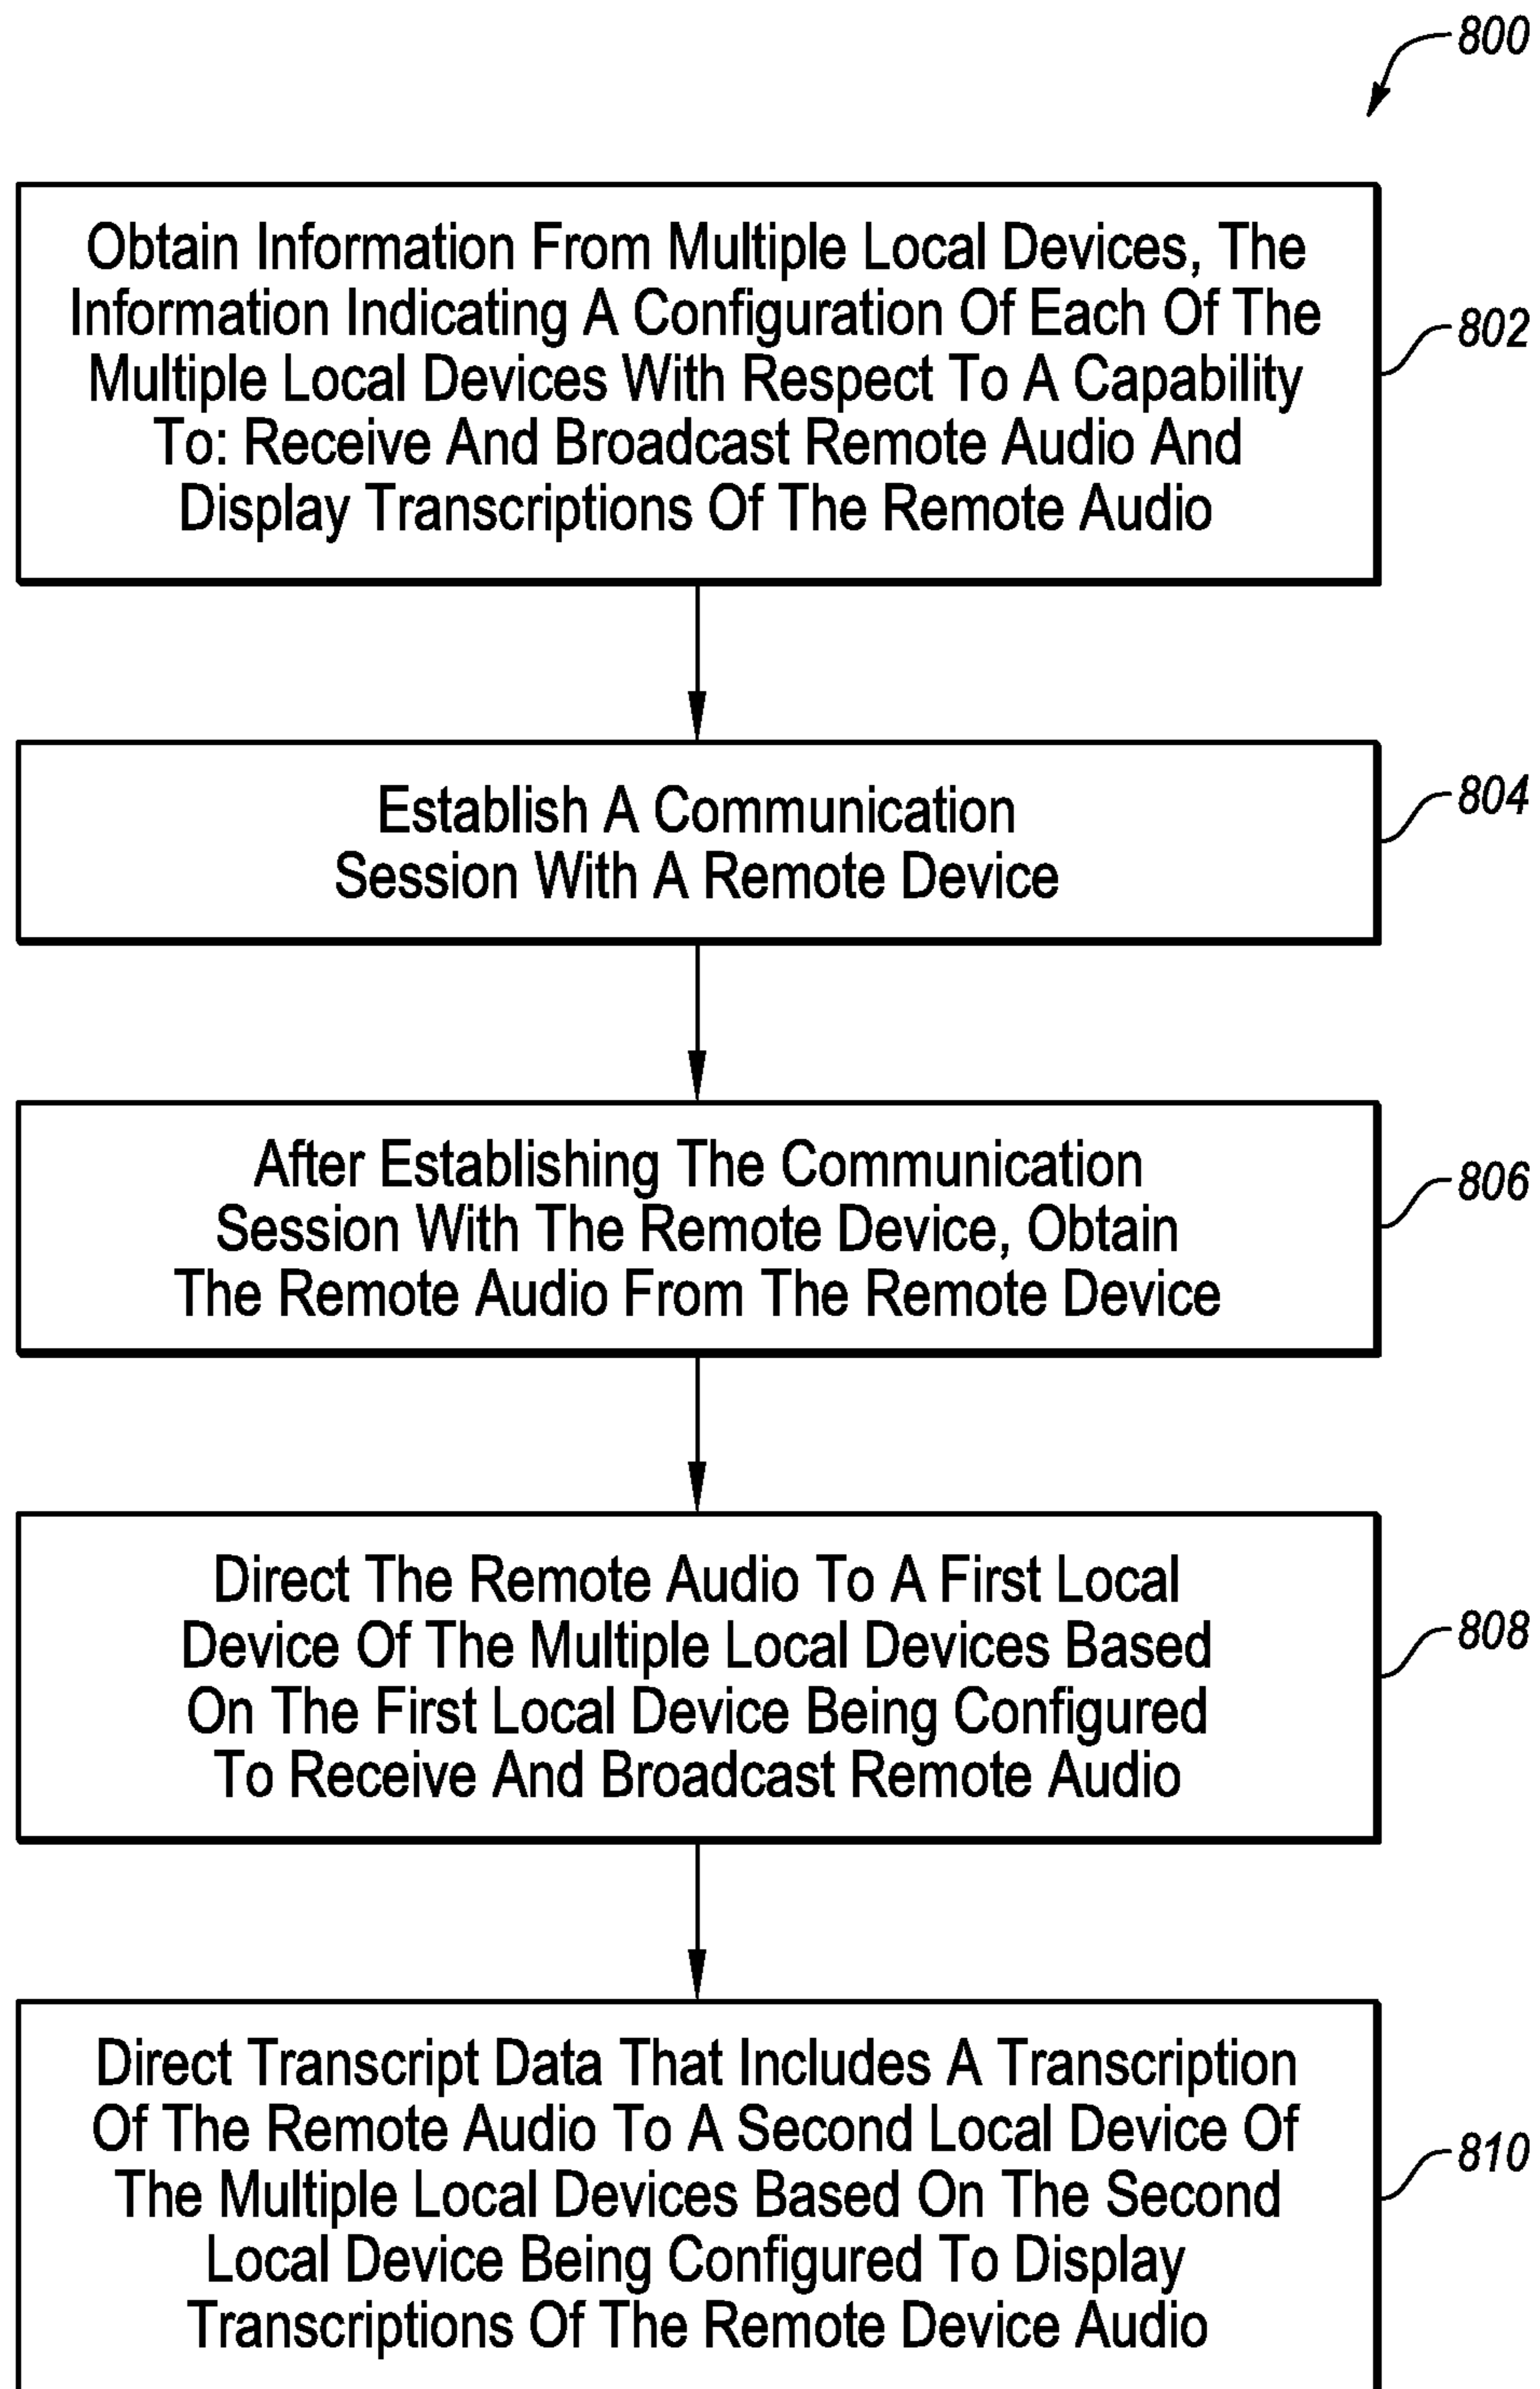 800
Obtain Information From Multiple Local Devices, The
Information Indicating A Configuration Of Each Of The
Multiple Local Devices With Respect To A Capability
To: Receive And Broadcast Remote Audio And
Display Transcriptions Of The Remote Audio
802
Establish A Communication
Session With A Remote Device
804
After Establishing The Communication
Session With The Remote Device, Obtain
The Remote Audio From The Remote Device
806
Direct The Remote Audio To A First Local
Device Of The Multiple Local Devices Based
On The First Local Device Being Configured
To Receive And Broadcast Remote Audio
808
Direct Transcript Data That Includes A Transcription
Of The Remote Audio To A Second Local Device Of
The Multiple Local Devices Based On The Second
Local Device Being Configured To Display
Transcriptions Of The Remote Device Audio
810